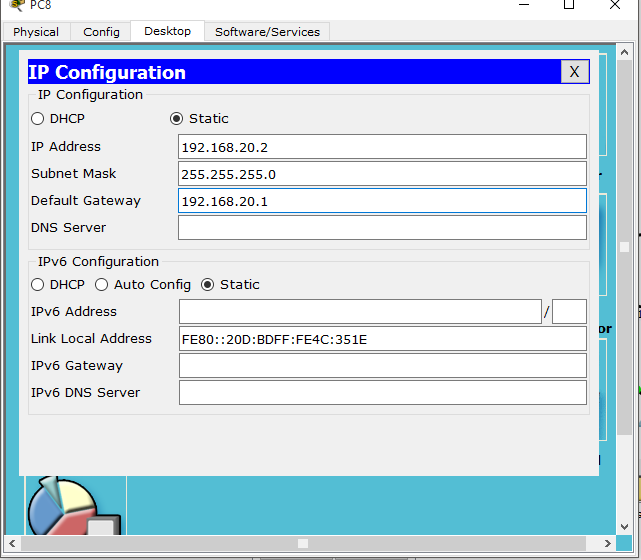 PC8
Physical Config Desktop Software/Services
IP Configuration X
IP Configuration
DHCP Static
IP Address 192.168.20.2
Subnet Mask 255.255.255.0
Default Gateway 192.168.20.1
DNS Server
IPv6 Configuration
DHCP Auto Config Static
IPv6 Address /
Link Local Address FE80::20D:BDFF:FE4C:351E
IPv6 Gateway
IPv6 DNS Server